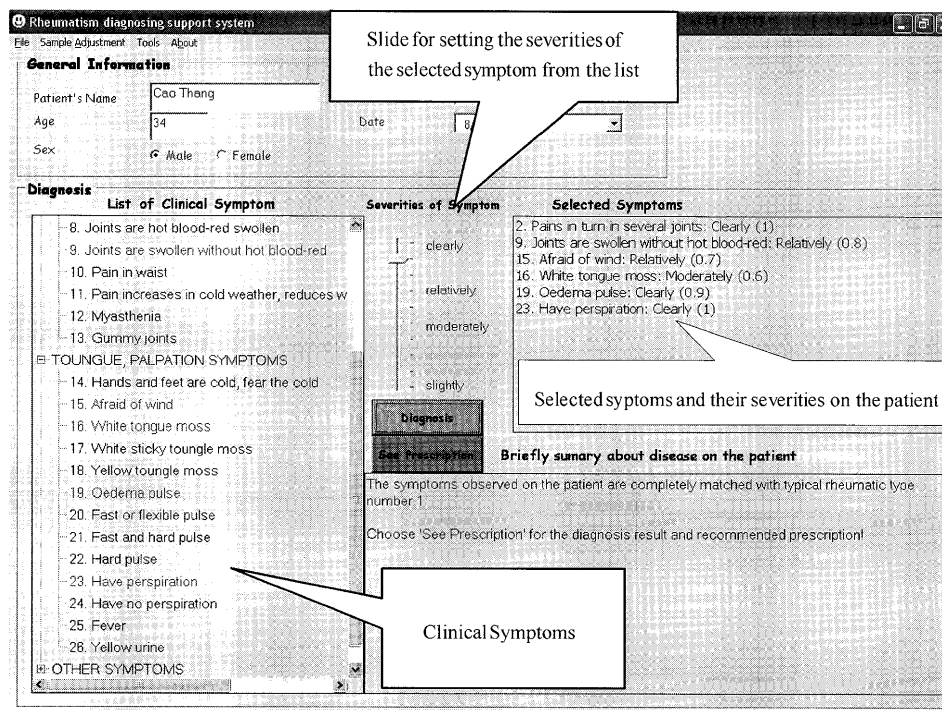 Rheumatism diagnosing support system
File Sample Adjustment Tools About
Slide for setting the severities of
the selected symptom from the list
General Information
Patient's Name Cao Thang
Age 34 Date 8
Sex Male Female
Diagnosis
List of Clinical Symptom
8. Joints are hot blood-red swollen
9. Joints are swollen without hot blood-red
10. Pain in waist
11. Pain increases in cold weather, reduces w
12. Myasthenia
13. Gummy joints
TOUNGUE, PALPATION SYMPTOMS
14. Hands and feet are cold, fear the cold
15. Afraid of wind
16. White tongue moss
17. White sticky toungle moss
18. Yellow toungle moss
19. Oedema pulse
20. Fast or flexible pulse
21. Fast and hard pulse
22. Hard pulse
23. Have perspiration
24. Have no perspiration
25. Fever
26. Yellow urine
OTHER SYMPTOMS
Severities of Symptom
clearly
relatively
moderately
slightly
Diagnosis
See Prescription
Selected Symptoms
2. Pains in turn in several joints: Clearly (1)
9. Joints are swollen without hot blood-red: Relatively (0.8)
15. Afraid of wind: Relatively (0.7)
16. White tongue moss: Moderately (0.6)
19. Oedema pulse: Clearly (0.9)
23. Have perspiration: Clearly (1)
Selected syptoms and their severities on the patient
Briefly sumary about disease on the patient
The symptoms observed on the patient are completely matched with typical rheumatic type
number 1
Choose 'See Prescription' for the diagnosis result and recommended prescription!
Clinical Symptoms